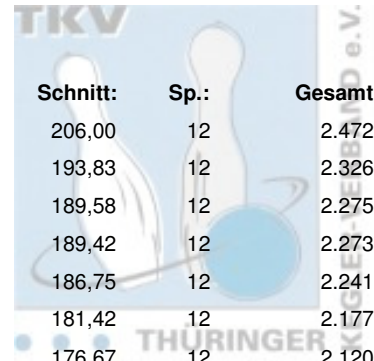 TKV
Schnitt: Sp.: Gesamt
206,00 12 2.472
193,83 12 2.326
189,58 12 2.275
189,42 12 2.273
186,75 12 2.241
181,42 12 2.177
THÜRINGER
176,67 12 2.120
KEGLER-VERBAND e.V.